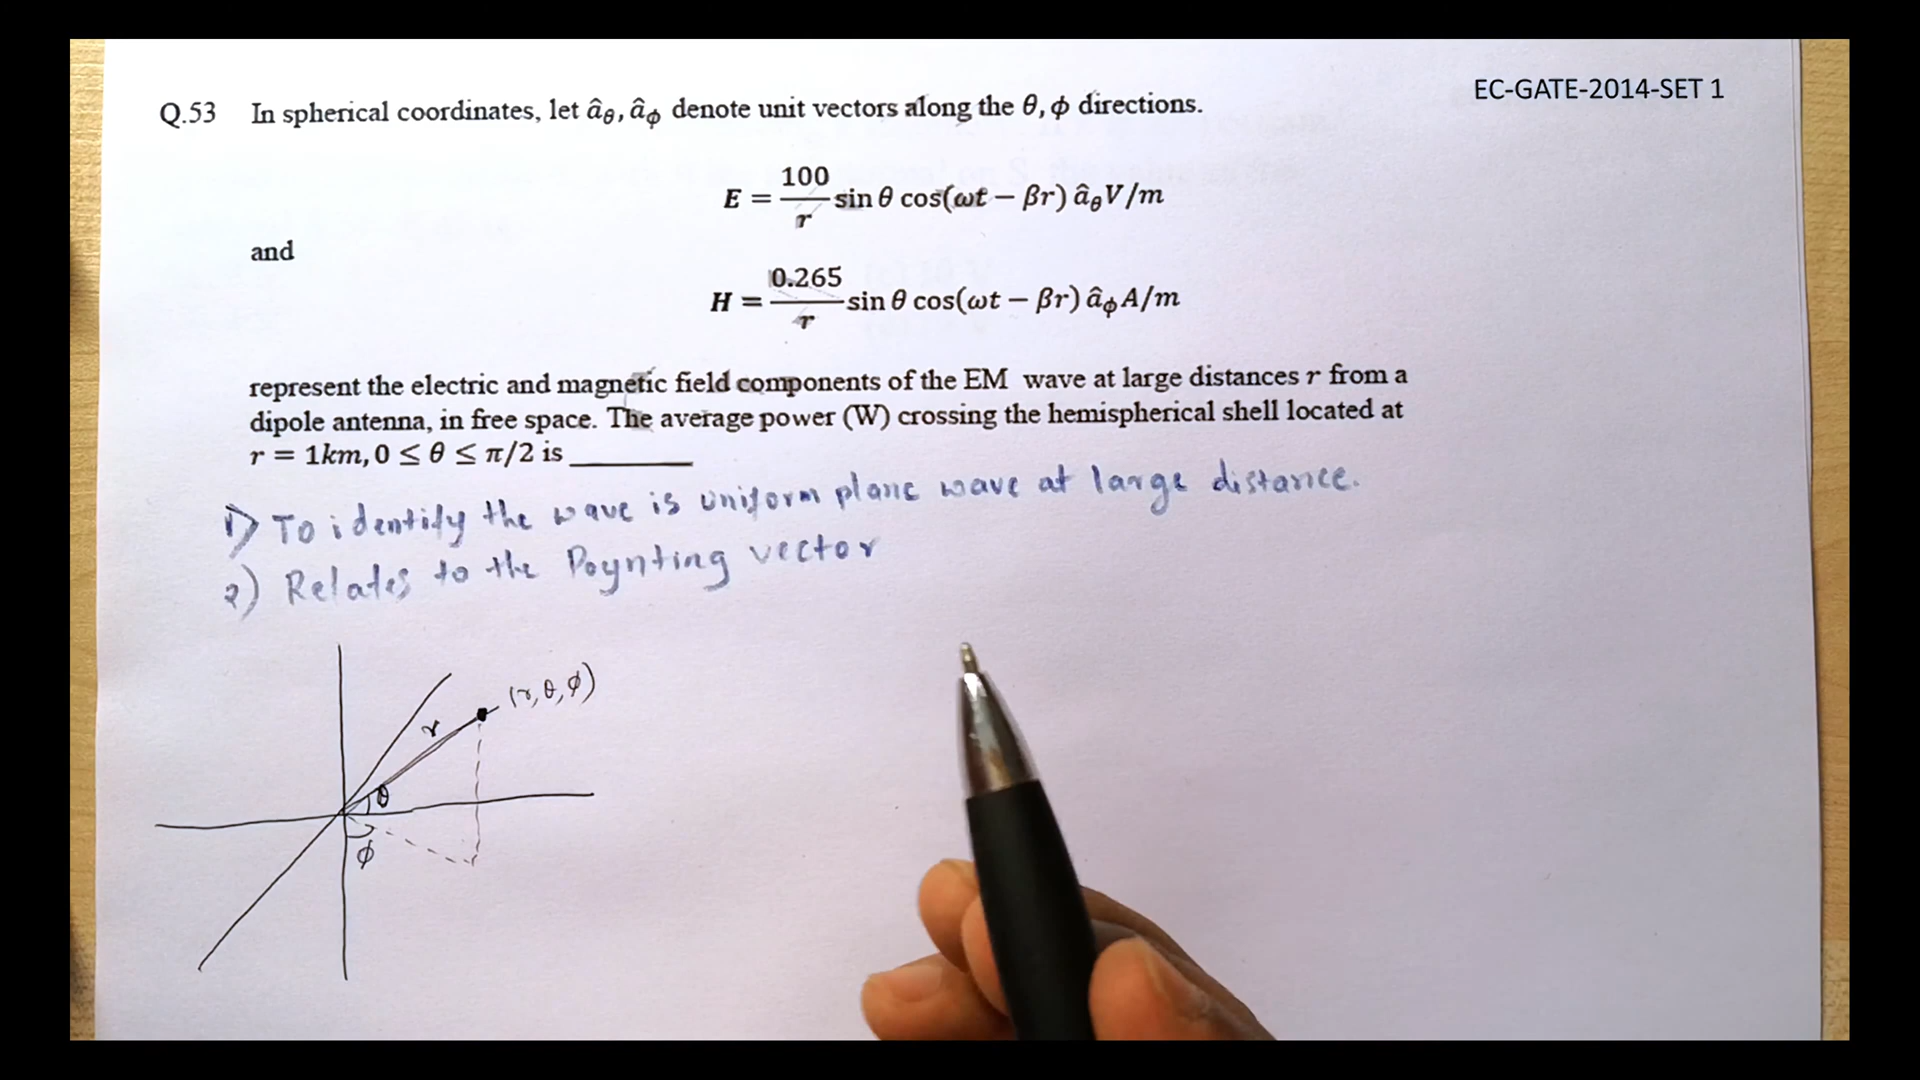 EC-GATE-2014-SET 1
Q.53 In spherical coordinates, let âθ, âϕ denote unit vectors along the θ, ϕ directions.
E = 100/r sin θ cos(ωt − βr) âθ V/m
and
H = 0.265/r sin θ cos(ωt − βr) âϕ A/m
represent the electric and magnetic field components of the EM wave at large distances r from a
dipole antenna, in free space. The average power (W) crossing the hemispherical shell located at
r = 1km, 0 ≤ θ ≤ π/2 is ________
1) To identify the wave is uniform plane wave at large distance.
2) Relates to the Poynting vector
(r, θ, ϕ)
r
θ
ϕ